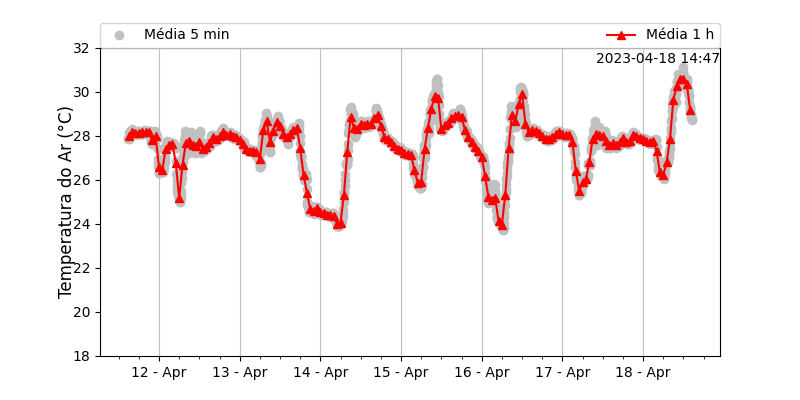 Média 5 min
Média 1 h
2023-04-18 14:47
Temperatura do Ar (°C)
32
30
28
26
24
22
20
18
12 - Apr
13 - Apr
14 - Apr
15 - Apr
16 - Apr
17 - Apr
18 - Apr